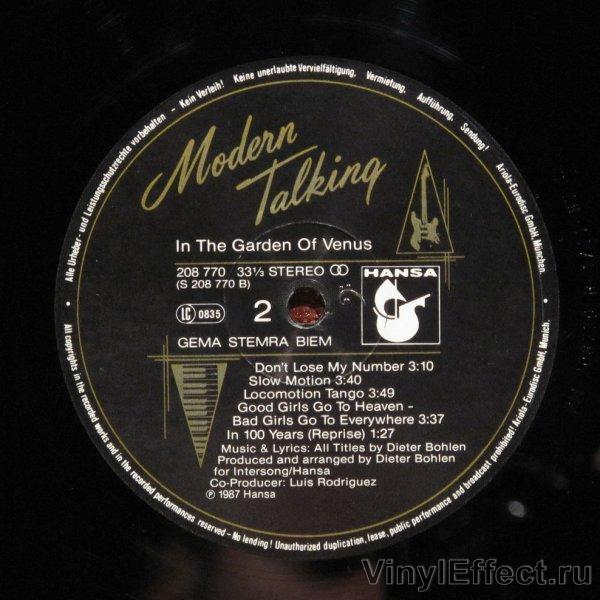 Alle Urheber- und Leistungsschutzrechte vorbehalten - Kein Verleih! Keine unerlaubte Vervielfältigung, Vermietung, Aufführung, Sendung! Ariola-Eurodisc GmbH, München.
Modern
Talking
In The Garden Of Venus
208 770 33⅓ STEREO
(S 208 770 B)
HANSA
LC 0835
2
GEMA STEMRA BIEM
Don't Lose My Number 3:10
Slow Motion 3:40
Locomotion Tango 3:49
Good Girls Go To Heaven -
Bad Girls Go To Everywhere 3:37
In 100 Years (Reprise) 1:27
Music & Lyrics: All Titles by Dieter Bohlen
Produced and arranged by Dieter Bohlen
for Intersong/Hansa
Co-Producer: Luis Rodriguez
℗ 1987 Hansa
All copyrights in the recorded works and in the recorded performances reserved - No lending! Unauthorized duplication, lease, public performance and broadcast prohibited! Ariola-Eurodisc GmbH, Munich.
VinylEffect.ru